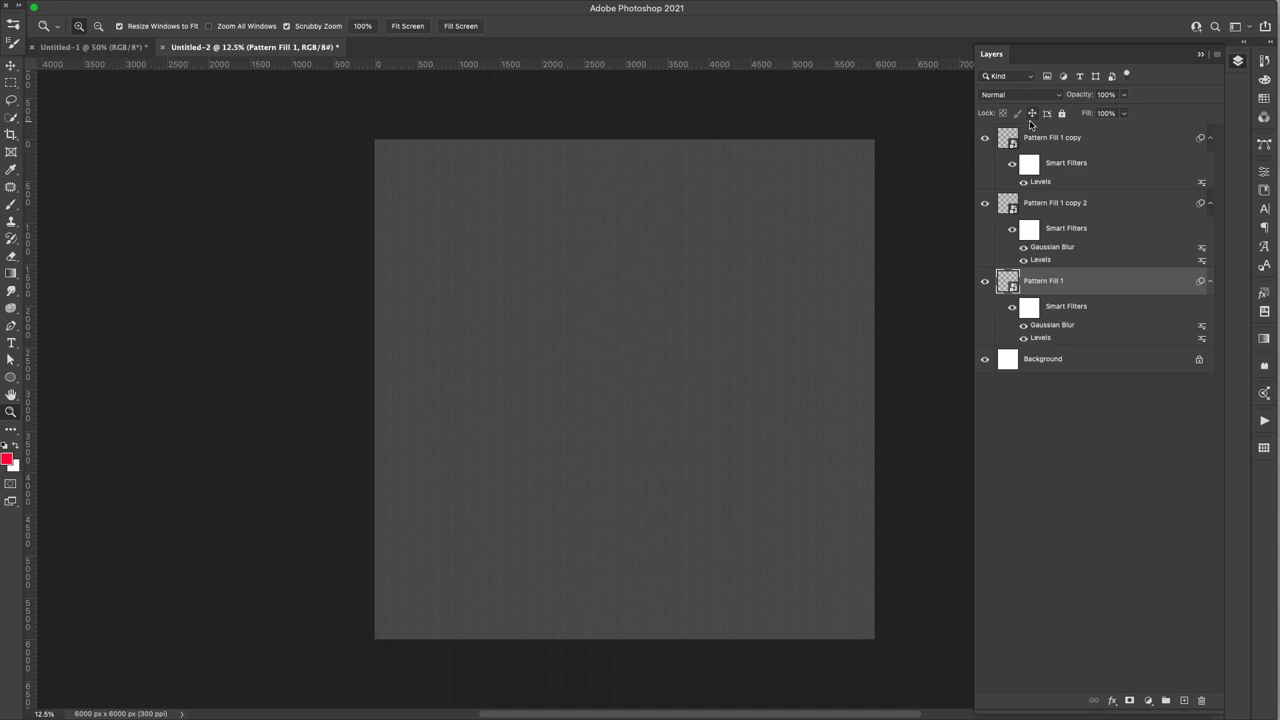 Adobe Photoshop 2021
Resize Windows to Fit
Zoom All Windows
Scrubby Zoom
100%
Fit Screen
Fill Screen
Untitled-1 @ 50% (RGB/8*) *
Untitled-2 @ 12.5% (Pattern Fill 1, RGB/8#) *
4000 3500 3000 2500 2000 1500 1000 500 0 500 1000 1500 2000 2500 3000 3500 4000 4500 5000 5500 6000 6500 700
Layers
Kind
Normal
Opacity: 100%
Lock:
Fill: 100%
Pattern Fill 1 copy
Smart Filters
Levels
Pattern Fill 1 copy 2
Smart Filters
Gaussian Blur
Levels
Pattern Fill 1
Smart Filters
Gaussian Blur
Levels
Background
12.5%
6000 px x 6000 px (300 ppi)